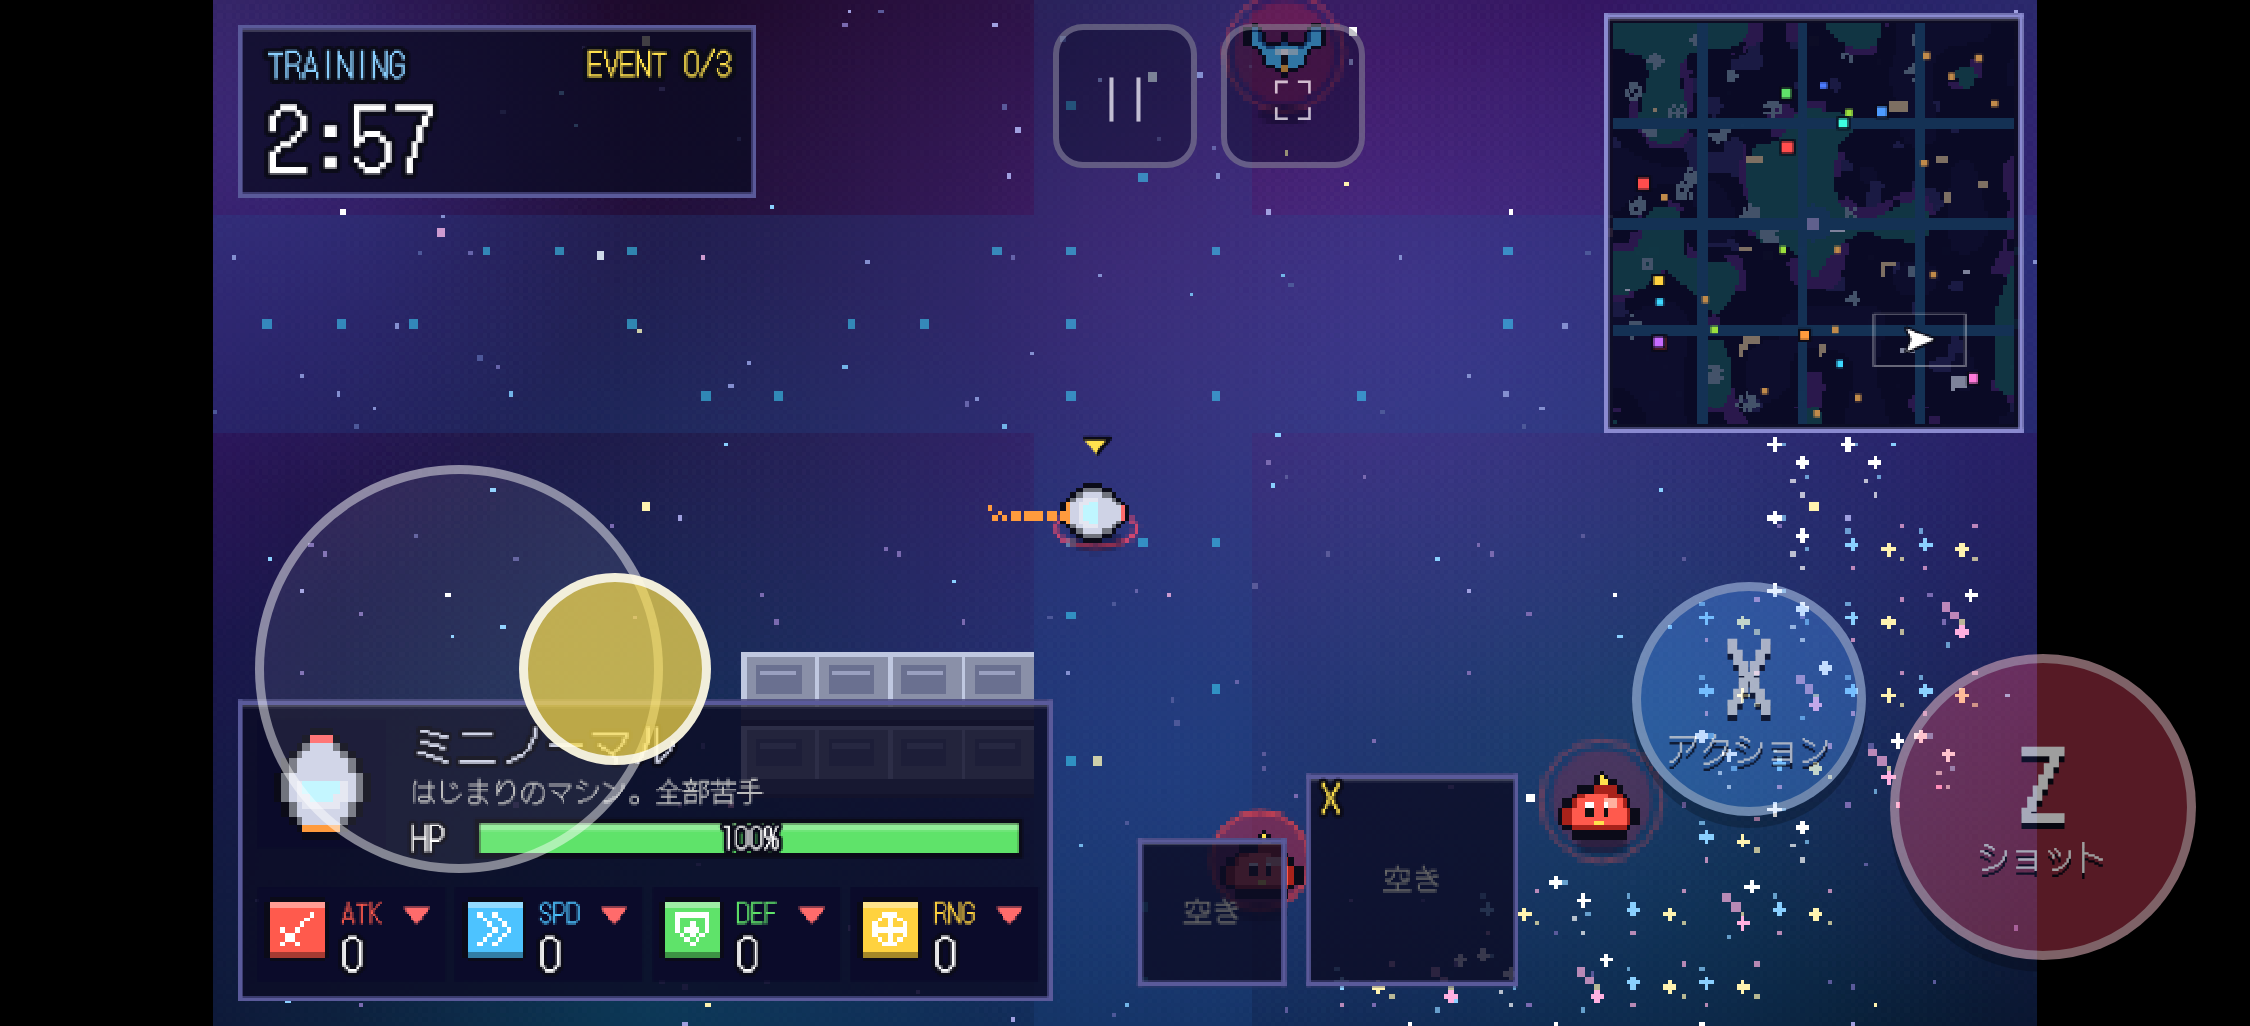 TRAINING
EVENT 0/3
2:57
ミニノーマル
はじまりのマシン。全部苦手
HP
100%
ATK
0
SPD
0
DEF
0
RNG
0
空き
X
空き
X
アクション
Z
ショット